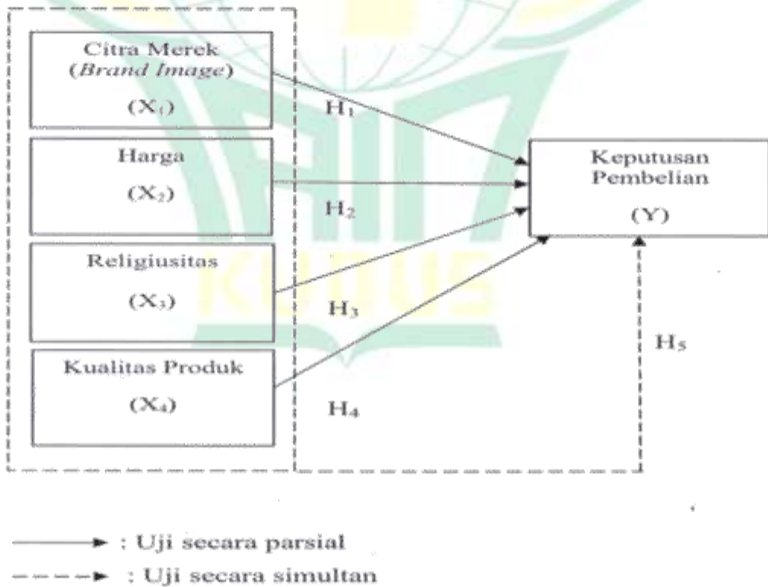 Citra Merek
(Brand Image)
(X₁)
Harga
(X₂)
Religiusitas
(X₃)
Kualitas Produk
(X₄)
H₁
H₂
H₃
H₄
Keputusan
Pembelian
(Y)
H₅
: Uji secara parsial
: Uji secara simultan
KUDUS